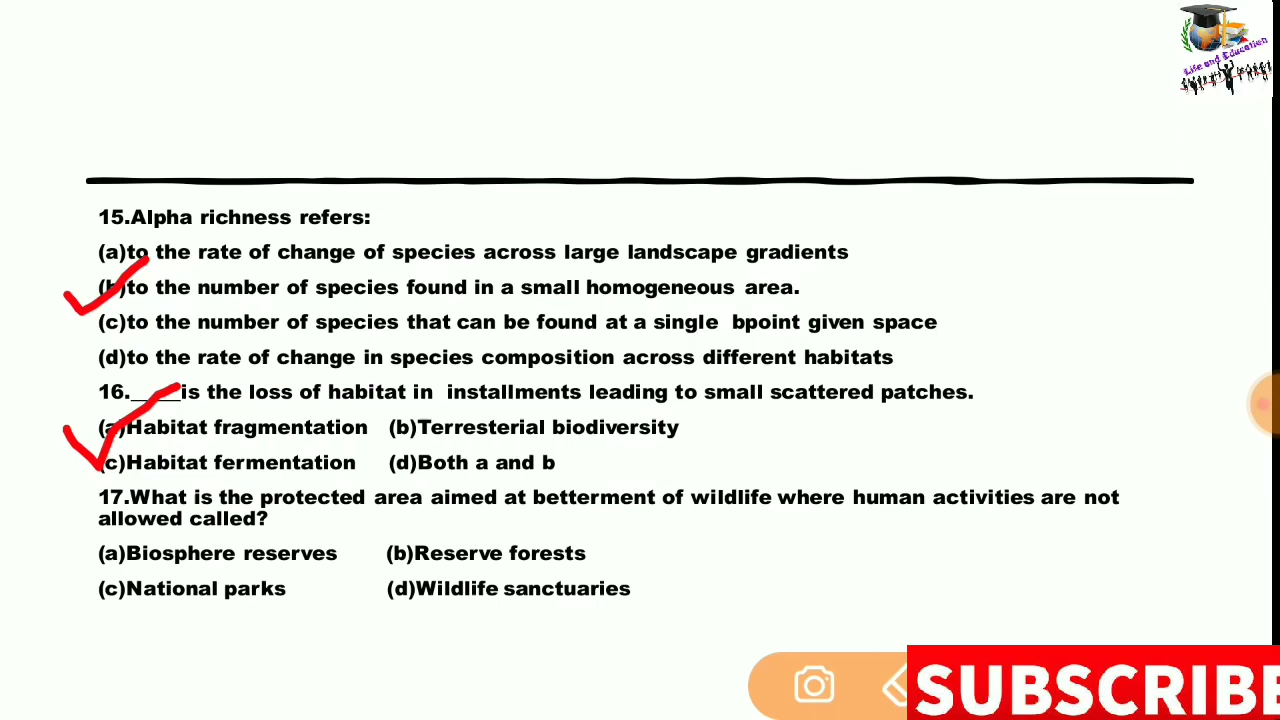 Life and Education
15.Alpha richness refers:
(a)to the rate of change of species across large landscape gradients
(b)to the number of species found in a small homogeneous area.
(c)to the number of species that can be found at a single bpoint given space
(d)to the rate of change in species composition across different habitats
16._____is the loss of habitat in installments leading to small scattered patches.
(a)Habitat fragmentation (b)Terresterial biodiversity
(c)Habitat fermentation (d)Both a and b
17.What is the protected area aimed at betterment of wildlife where human activities are not
allowed called?
(a)Biosphere reserves (b)Reserve forests
(c)National parks (d)Wildlife sanctuaries
SUBSCRIBE